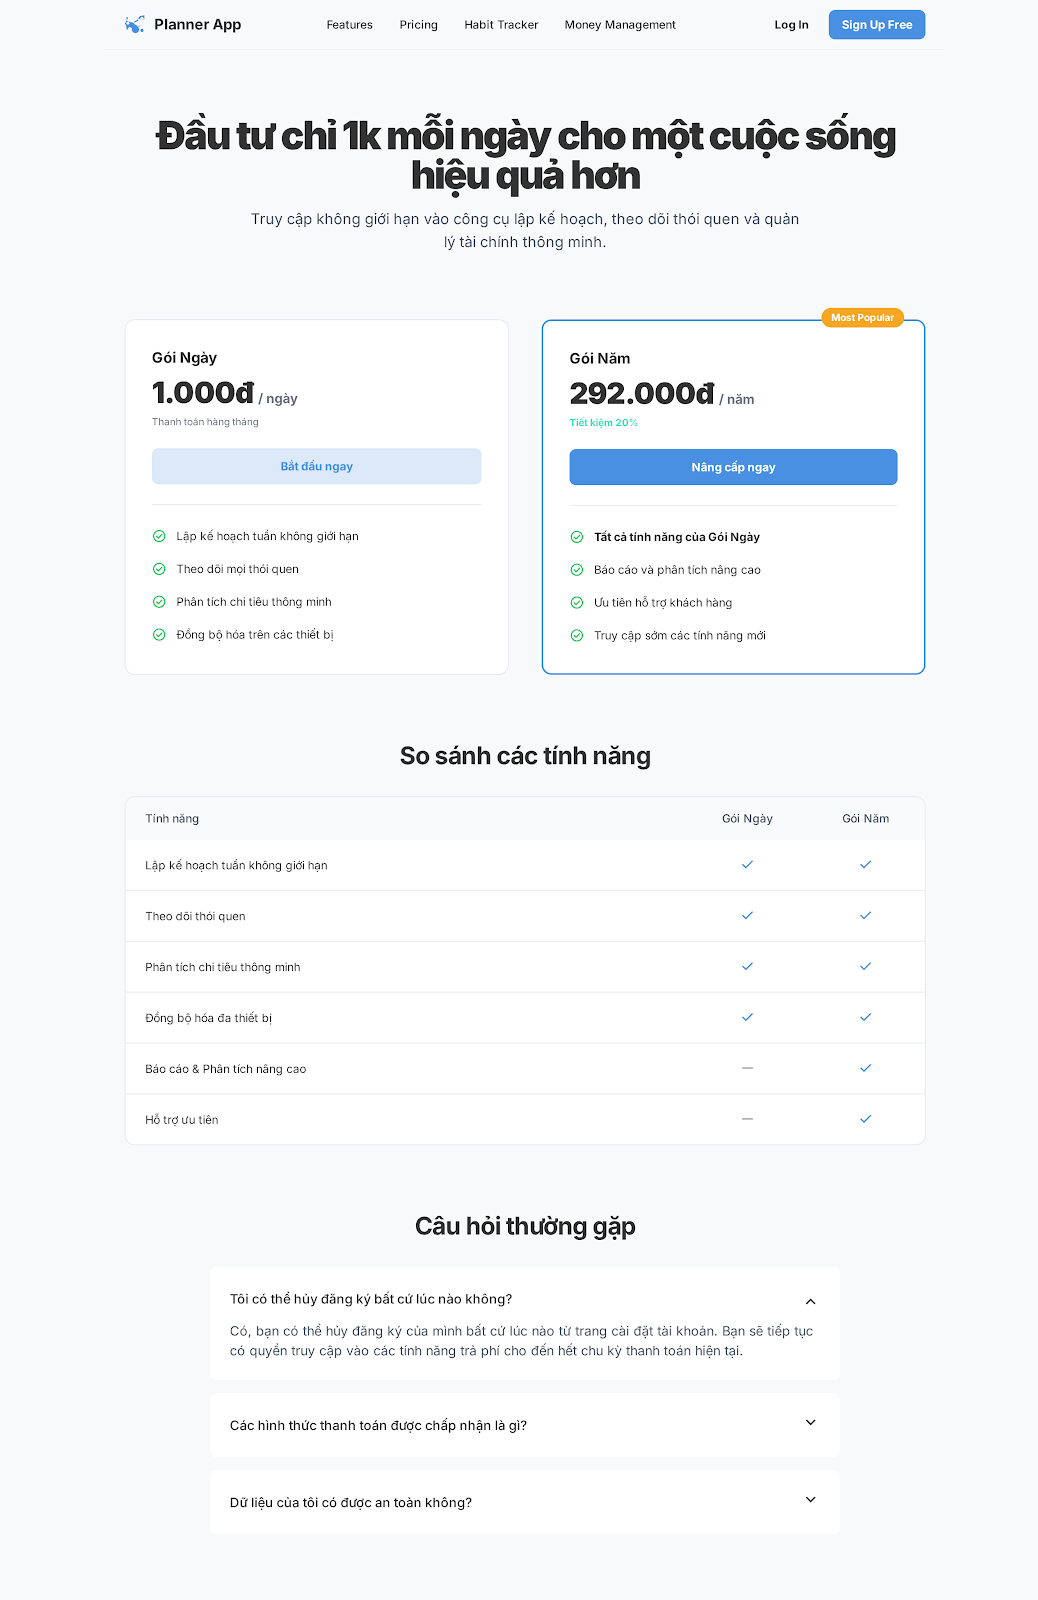 Planner App
Features
Pricing
Habit Tracker
Money Management
Log In
Sign Up Free
Đầu tư chỉ 1k mỗi ngày cho một cuộc sống
hiệu quả hơn
Truy cập không giới hạn vào công cụ lập kế hoạch, theo dõi thói quen và quản
lý tài chính thông minh.
Gói Ngày
1.000đ / ngày
Thanh toán hàng tháng
Bắt đầu ngay
Lập kế hoạch tuần không giới hạn
Theo dõi mọi thói quen
Phân tích chi tiêu thông minh
Đồng bộ hóa trên các thiết bị
Most Popular
Gói Năm
292.000đ / năm
Tiết kiệm 20%
Nâng cấp ngay
Tất cả tính năng của Gói Ngày
Báo cáo và phân tích nâng cao
Ưu tiên hỗ trợ khách hàng
Truy cập sớm các tính năng mới
So sánh các tính năng
Tính năng Gói Ngày Gói Năm
Lập kế hoạch tuần không giới hạn
Theo dõi thói quen
Phân tích chi tiêu thông minh
Đồng bộ hóa đa thiết bị
Báo cáo & Phân tích nâng cao
Hỗ trợ ưu tiên
Câu hỏi thường gặp
Tôi có thể hủy đăng ký bất cứ lúc nào không?
Có, bạn có thể hủy đăng ký của mình bất cứ lúc nào từ trang cài đặt tài khoản. Bạn sẽ tiếp tục
có quyền truy cập vào các tính năng trả phí cho đến hết chu kỳ thanh toán hiện tại.
Các hình thức thanh toán được chấp nhận là gì?
Dữ liệu của tôi có được an toàn không?